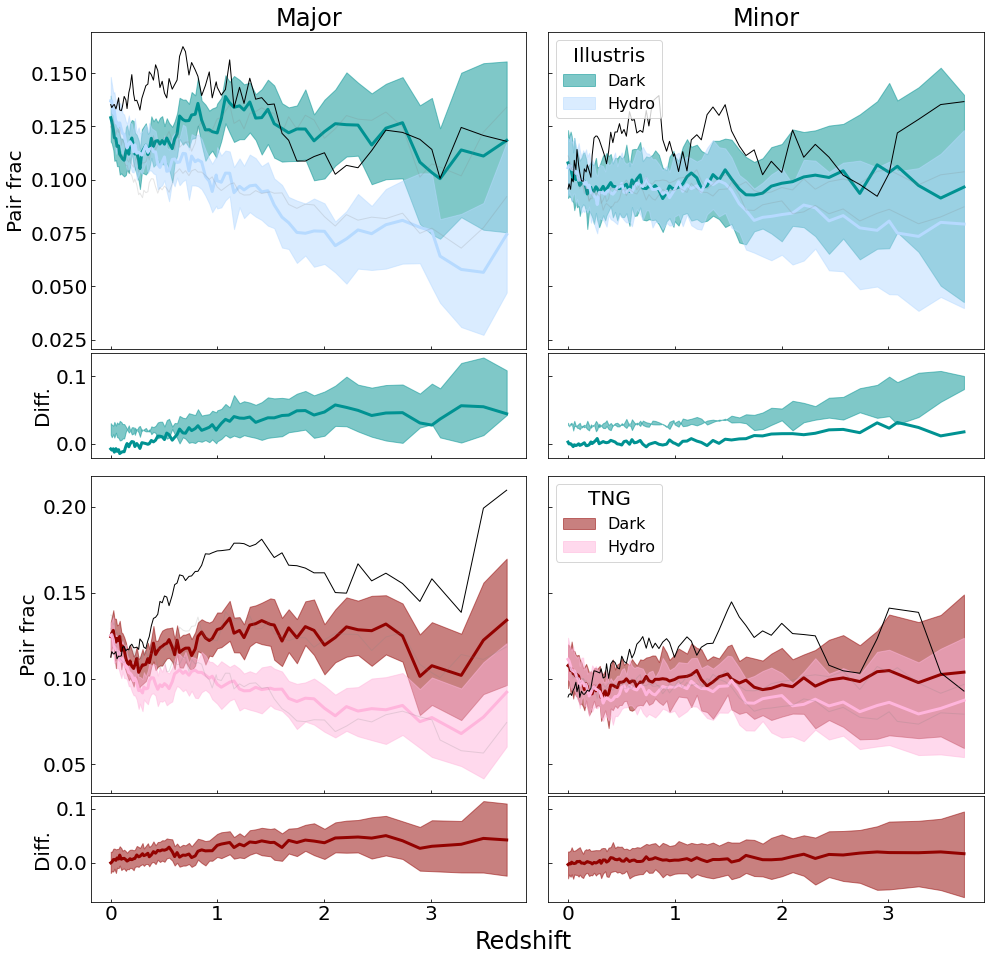 Major Minor
0.150
0.125
0.100
0.075
0.050
0.025
Pair frac
Illustris
Dark
Hydro
0.1
0.0
Diff.
0.20
0.15
0.10
0.05
Pair frac
TNG
Dark
Hydro
0.1
0.0
Diff.
0 1 2 3 0 1 2 3
Redshift